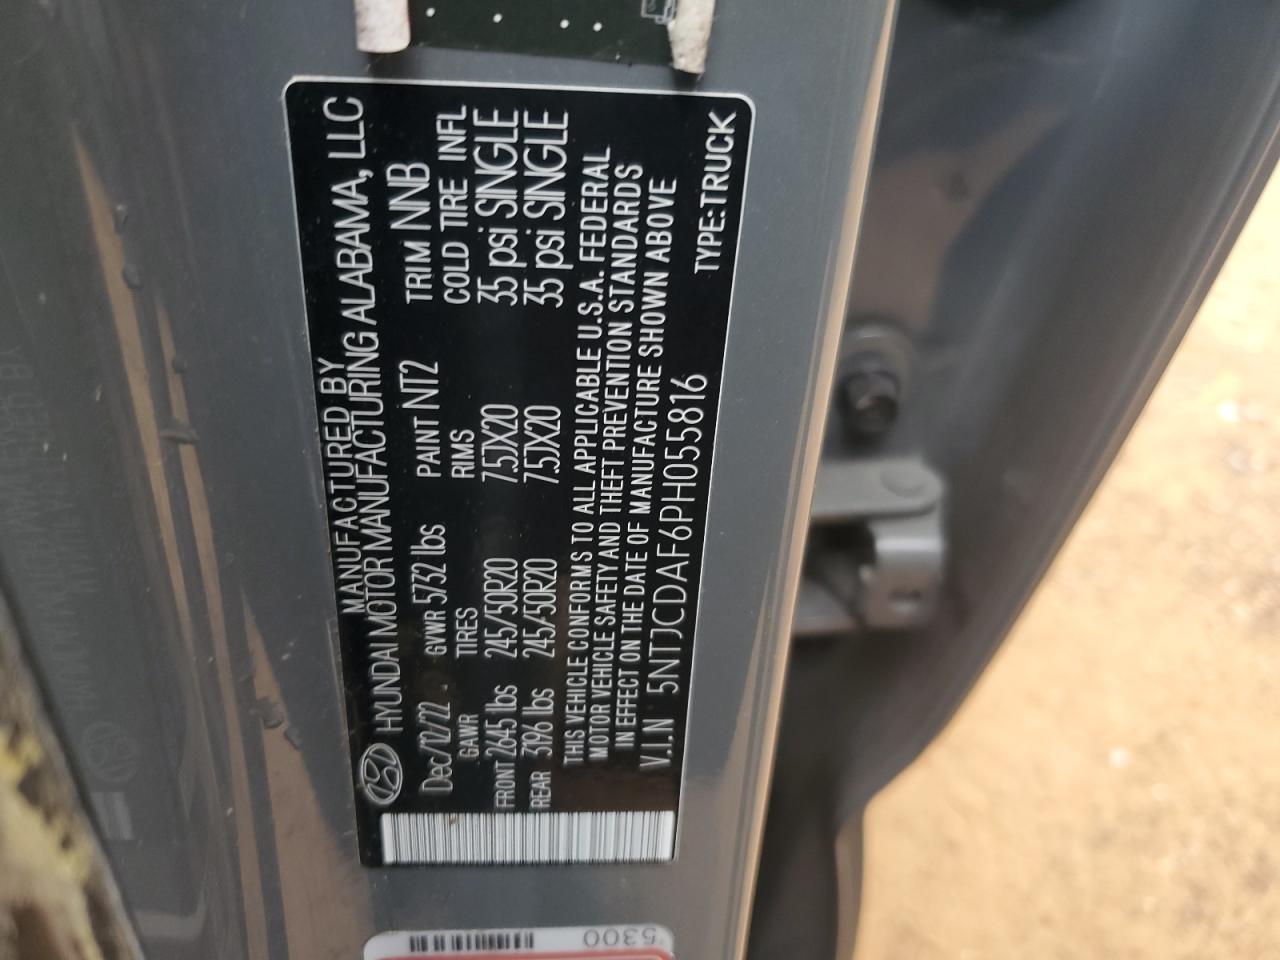 MANUFACTURED BY
HYUNDAI MOTOR MANUFACTURING ALABAMA, LLC
Dec/12/22 GVWR 5732 lbs PAINT NT2 TRIM NNB
GAWR TIRES RIMS COLD TIRE INFL
FRONT 2645 lbs 245/50R20 7.5JX20 35 psi SINGLE
REAR 3196 lbs 245/50R20 7.5JX20 35 psi SINGLE
THIS VEHICLE CONFORMS TO ALL APPLICABLE U.S.A. FEDERAL
MOTOR VEHICLE SAFETY AND THEFT PREVENTION STANDARDS
IN EFFECT ON THE DATE OF MANUFACTURE SHOWN ABOVE
V.I.N 5NTJCDAF6PH055816
TYPE:TRUCK
5300